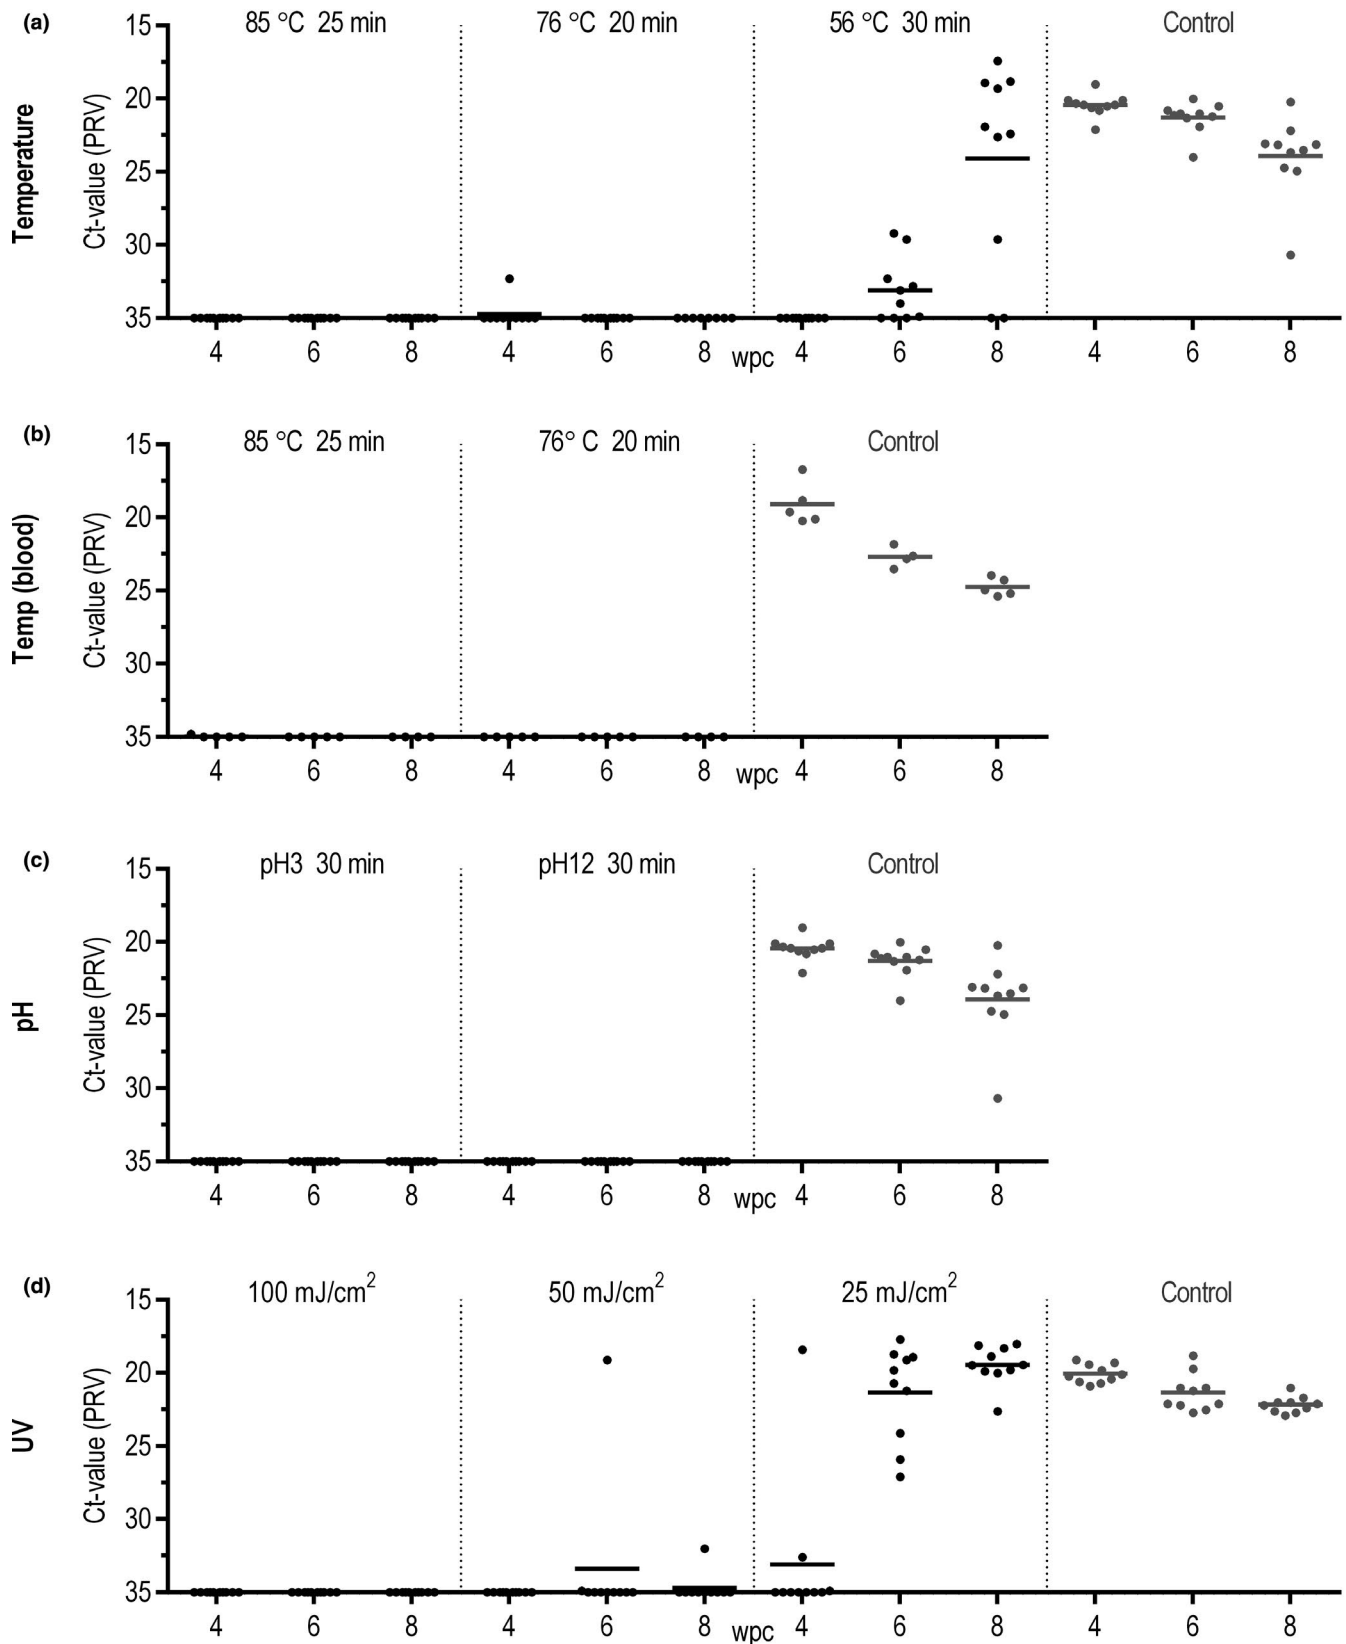 (a)
85 °C 25 min
76 °C 20 min
56 °C 30 min
Control
Temperature
Ct-value (PRV)
15
20
25
30
35
4 6 8 4 6 8 wpc 4 6 8 4 6 8
(b)
85 °C 25 min
76° C 20 min
Control
Temp (blood)
Ct-value (PRV)
15
20
25
30
35
4 6 8 4 6 8 wpc 4 6 8
(c)
pH3 30 min
pH12 30 min
Control
pH
Ct-value (PRV)
15
20
25
30
35
4 6 8 4 6 8 wpc 4 6 8
(d)
100 mJ/cm²
50 mJ/cm²
25 mJ/cm²
Control
UV
Ct-value (PRV)
15
20
25
30
35
4 6 8 4 6 8 wpc 4 6 8 4 6 8